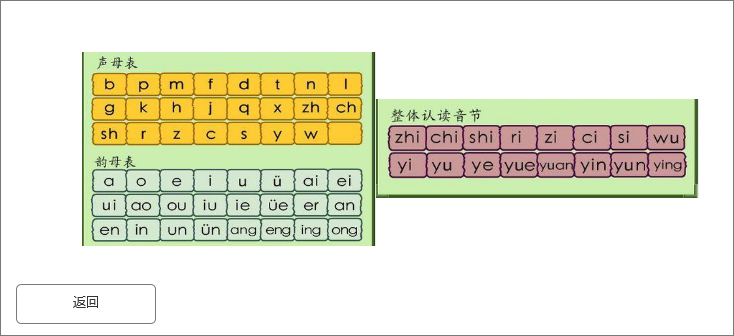 声母表
b p m f d t n l
g k h j q x zh ch
sh r z c s y w
韵母表
a o e i u ü ai ei
ui ao ou iu ie üe er an
en in un ün ang eng ing ong
整体认读音节
zhi chi shi ri zi ci si wu
yi yu ye yue yuan yin yun ying
返回